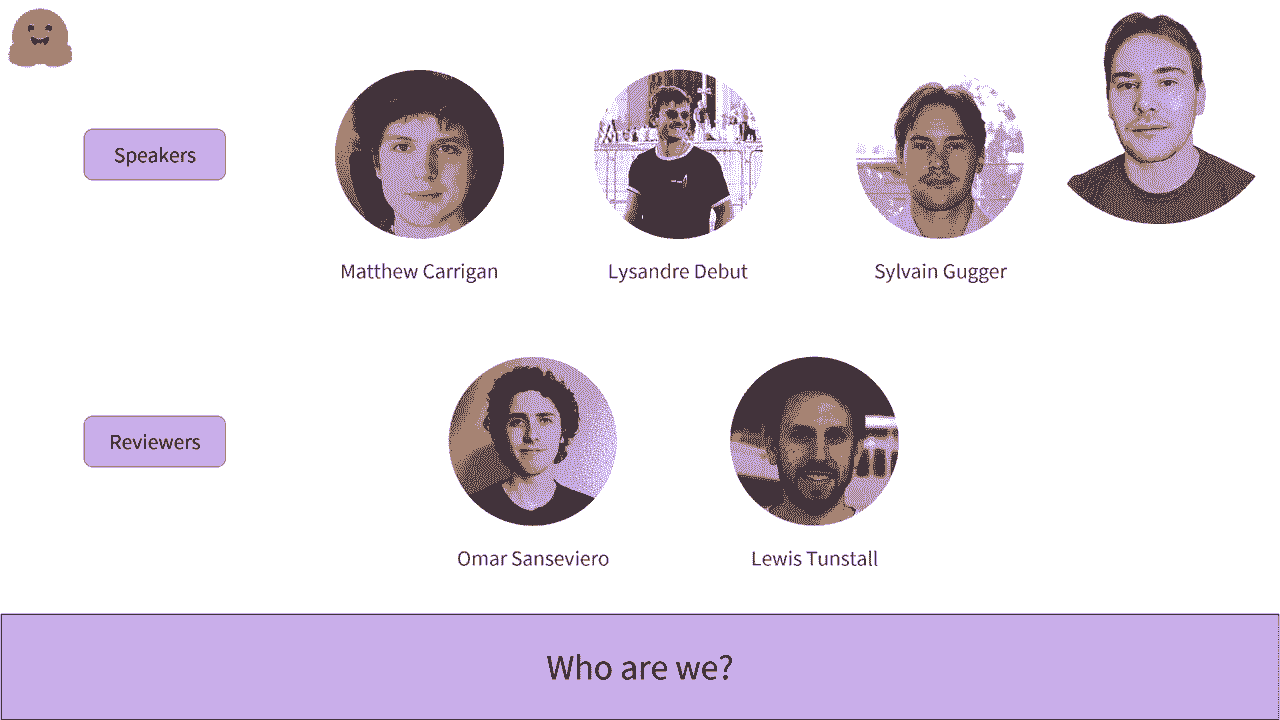 Speakers
Matthew Carrigan
Lysandre Debut
Sylvain Gugger
Reviewers
Omar Sanseviero
Lewis Tunstall
Who are we?